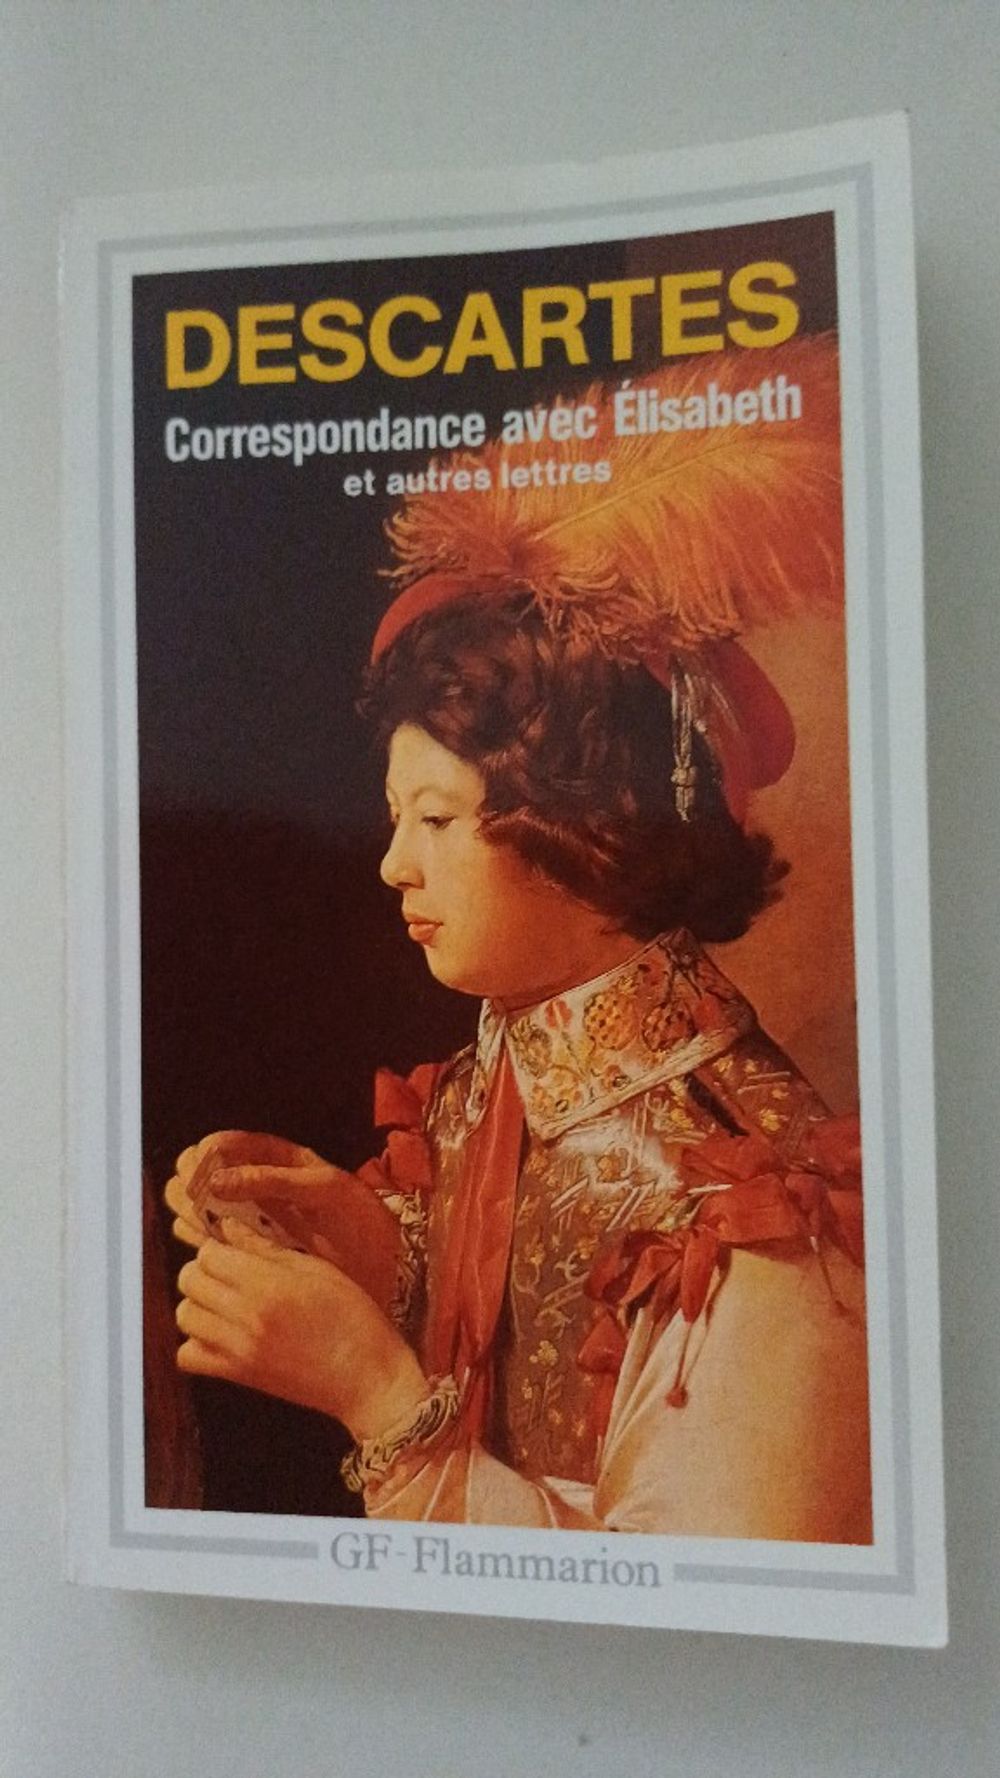 DESCARTES
Correspondance avec Élisabeth
et autres lettres
GF-Flammarion